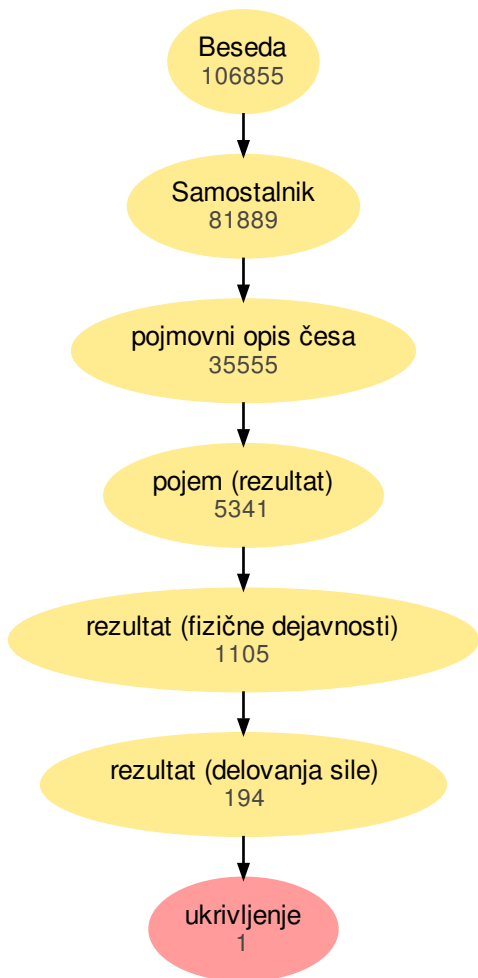 Beseda
106855
Samostalnik
81889
pojmovni opis česa
35555
pojem (rezultat)
5341
rezultat (fizične dejavnosti)
1105
rezultat (delovanja sile)
194
ukrivljenje
1